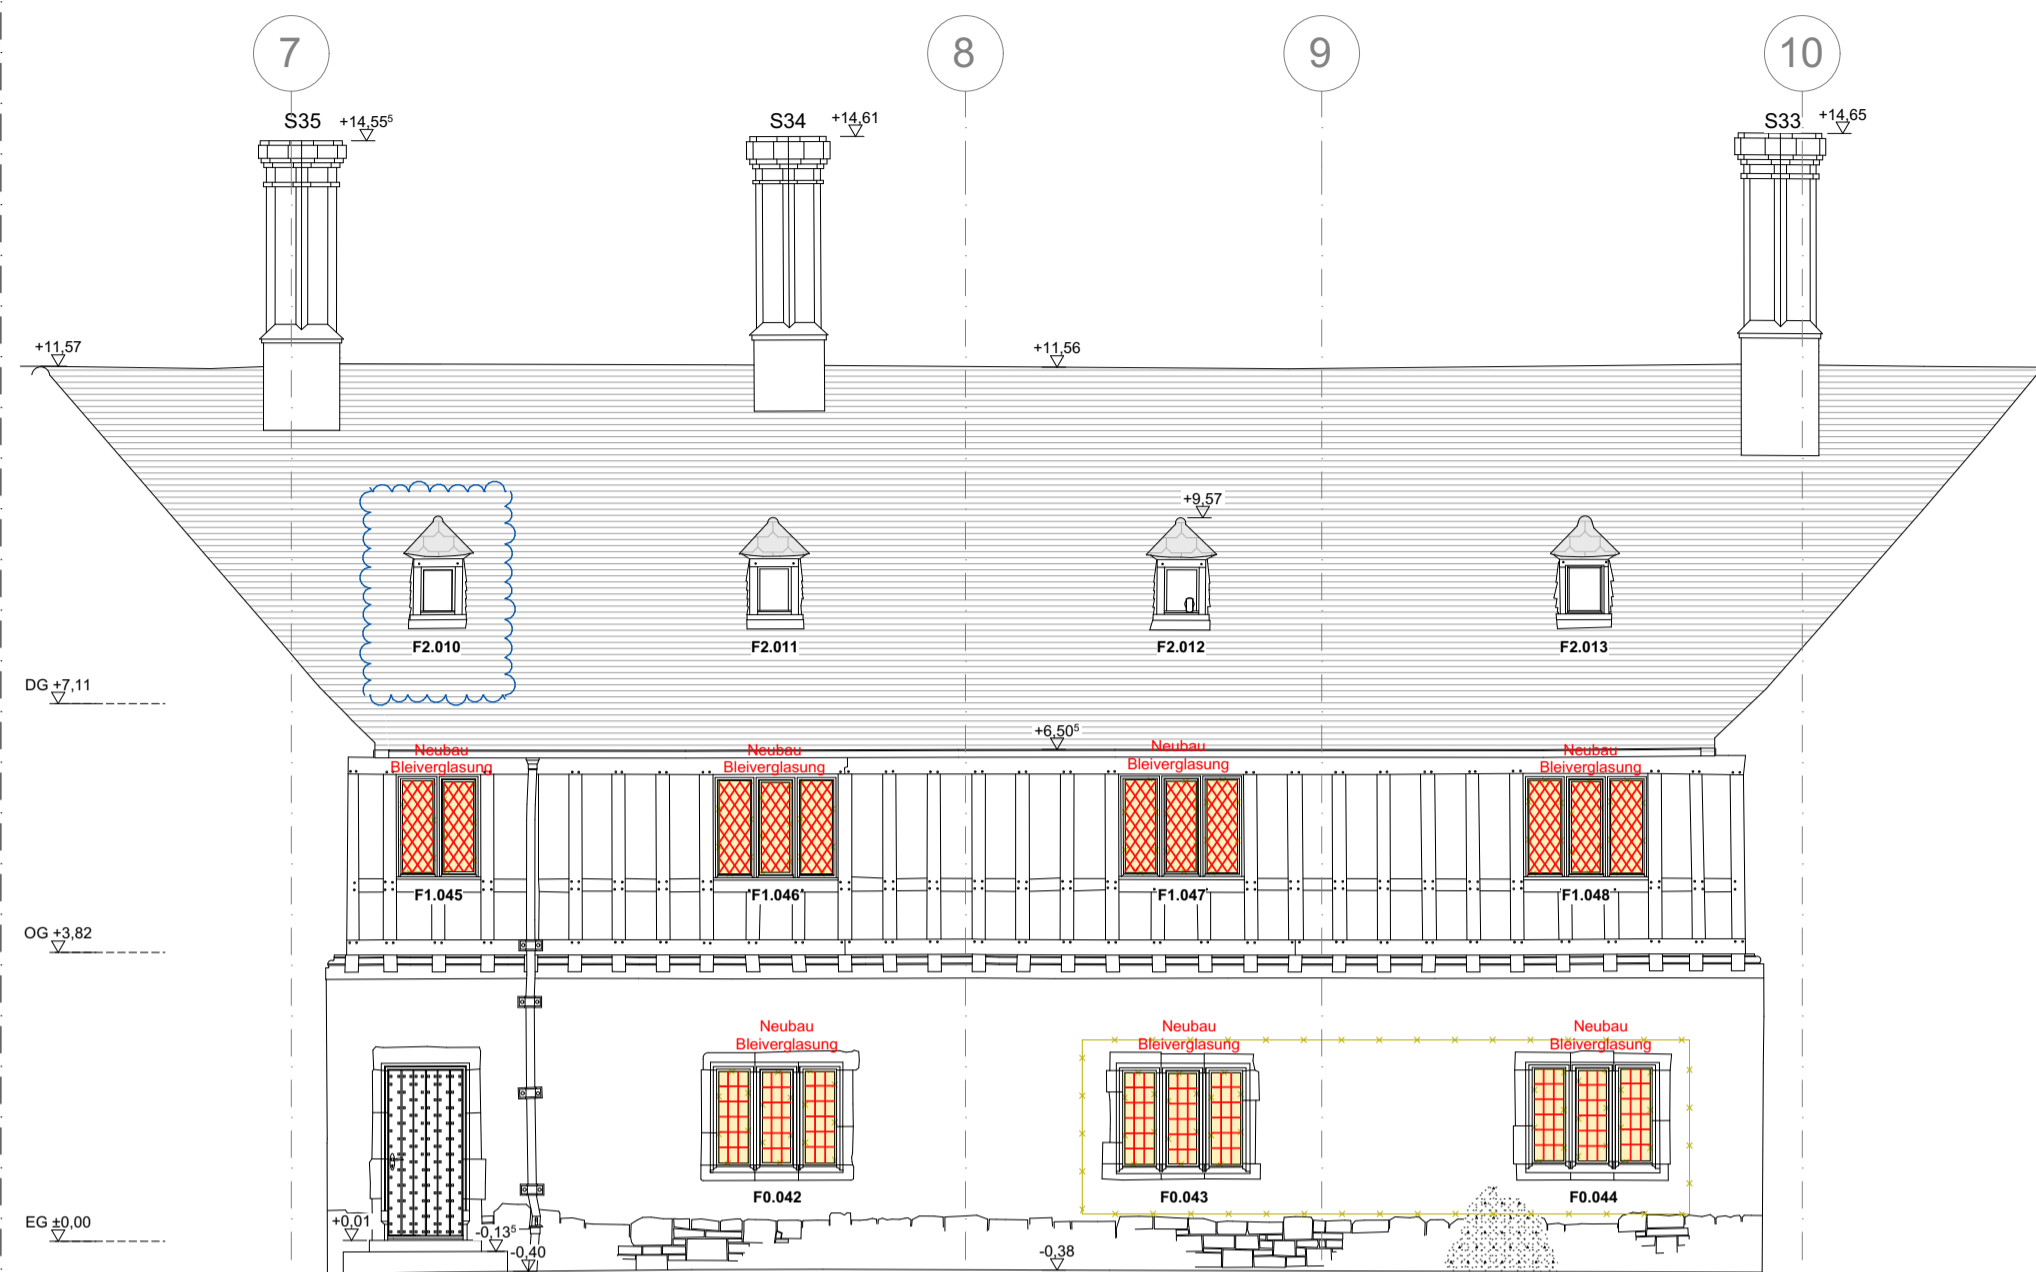 7
8
9
10
S35
+14,55⁵
S34
+14,61
S33
+14,65
+11,57
+11,56
+9,57
F2.010
F2.011
F2.012
F2.013
DG +7,11
+6,50⁵
Neubau
Bleiverglasung
Neubau
Bleiverglasung
Neubau
Bleiverglasung
Neubau
Bleiverglasung
F1.045
F1.046
F1.047
F1.048
OG +3,82
Neubau
Bleiverglasung
Neubau
Bleiverglasung
Neubau
Bleiverglasung
F0.042
F0.043
F0.044
EG ±0,00
+0,01
-0,13⁵
-0,40
-0,38